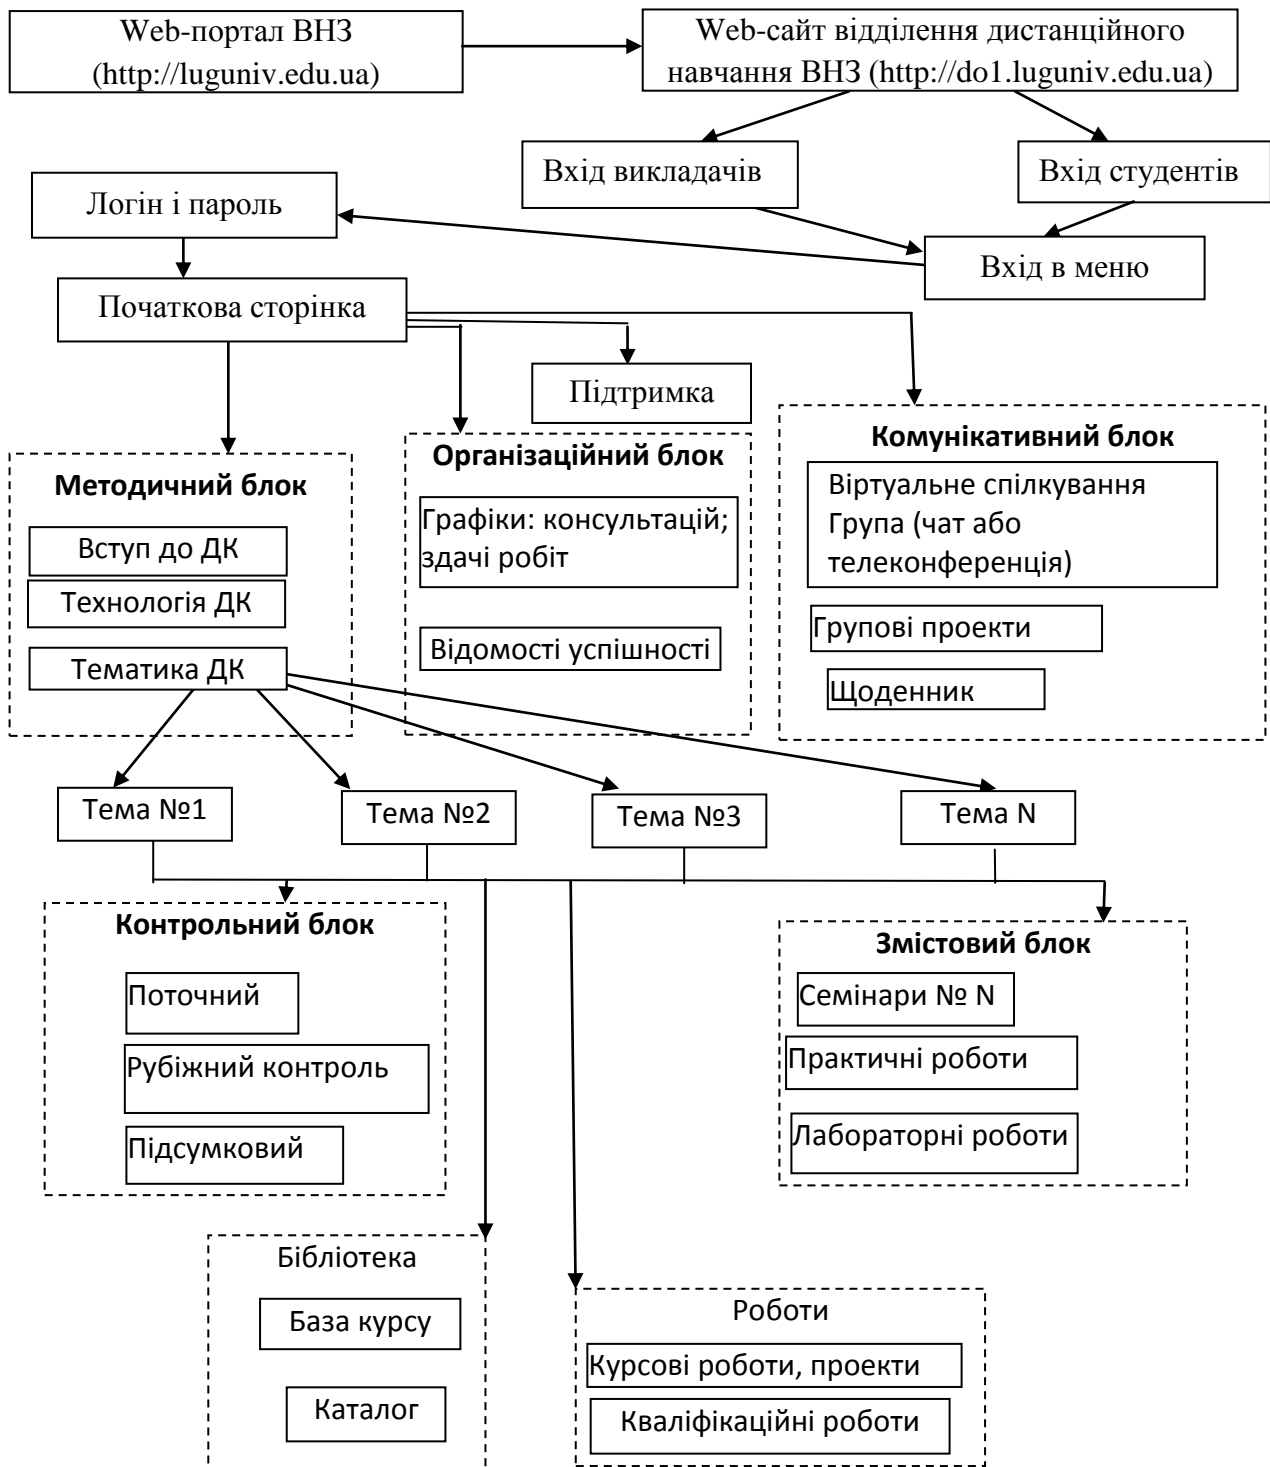 Web-портал ВНЗ
(http://luguniv.edu.ua)
Web-сайт відділення дистанційного
навчання ВНЗ (http://do1.luguniv.edu.ua)
Вхід викладачів
Вхід студентів
Логін і пароль
Вхід в меню
Початкова сторінка
Підтримка
Методичний блок
Вступ до ДК
Технологія ДК
Тематика ДК
Організаційний блок
Графіки: консультацій;
здачі робіт
Відомості успішності
Комунікативний блок
Віртуальне спілкування
Група (чат або
телеконференція)
Групові проекти
Щоденник
Тема №1
Тема №2
Тема №3
Тема N
Контрольний блок
Поточний
Рубіжний контроль
Підсумковий
Змістовий блок
Семінари № N
Практичні роботи
Лабораторні роботи
Бібліотека
База курсу
Каталог
Роботи
Курсові роботи, проекти
Кваліфікаційні роботи